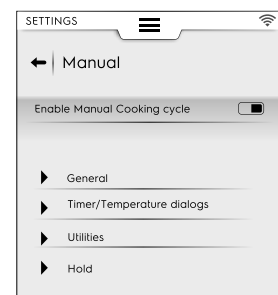 SETTINGS
Manual
Enable Manual Cooking cycle
General
Timer/Temperature dialogs
Utilities
Hold